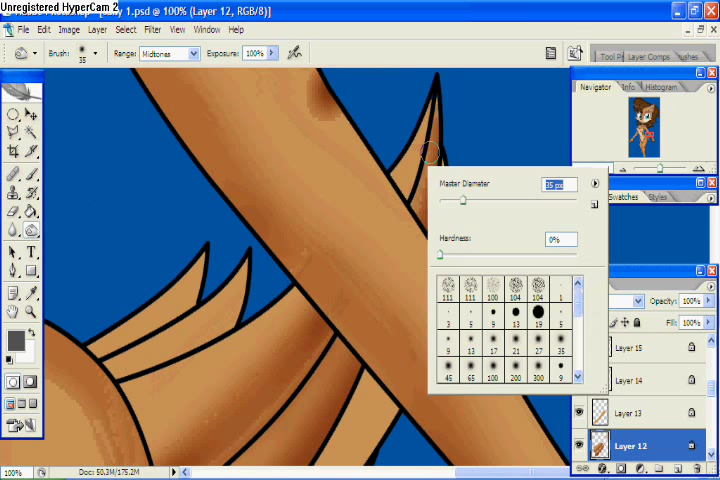 Unregistered HyperCam 2
1.psd @ 100% (Layer 12, RGB/8)]
File Edit Image Layer Select Filter View Window Help
Brush: 35 Range: Midtones Exposure: 100%
Layer Comps
Navigator Info Histogram
Master Diameter 35 px
Swatches Styles
Hardness: 0%
111 111 100 104 104 1
3 5 9 13 19 5
9 13 17 21 27 35
45 65 100 200 300 9
Opacity: 100%
Fill: 100%
Layer 15
Layer 14
Layer 13
Layer 12
100% Doc: 50.3M/175.2M